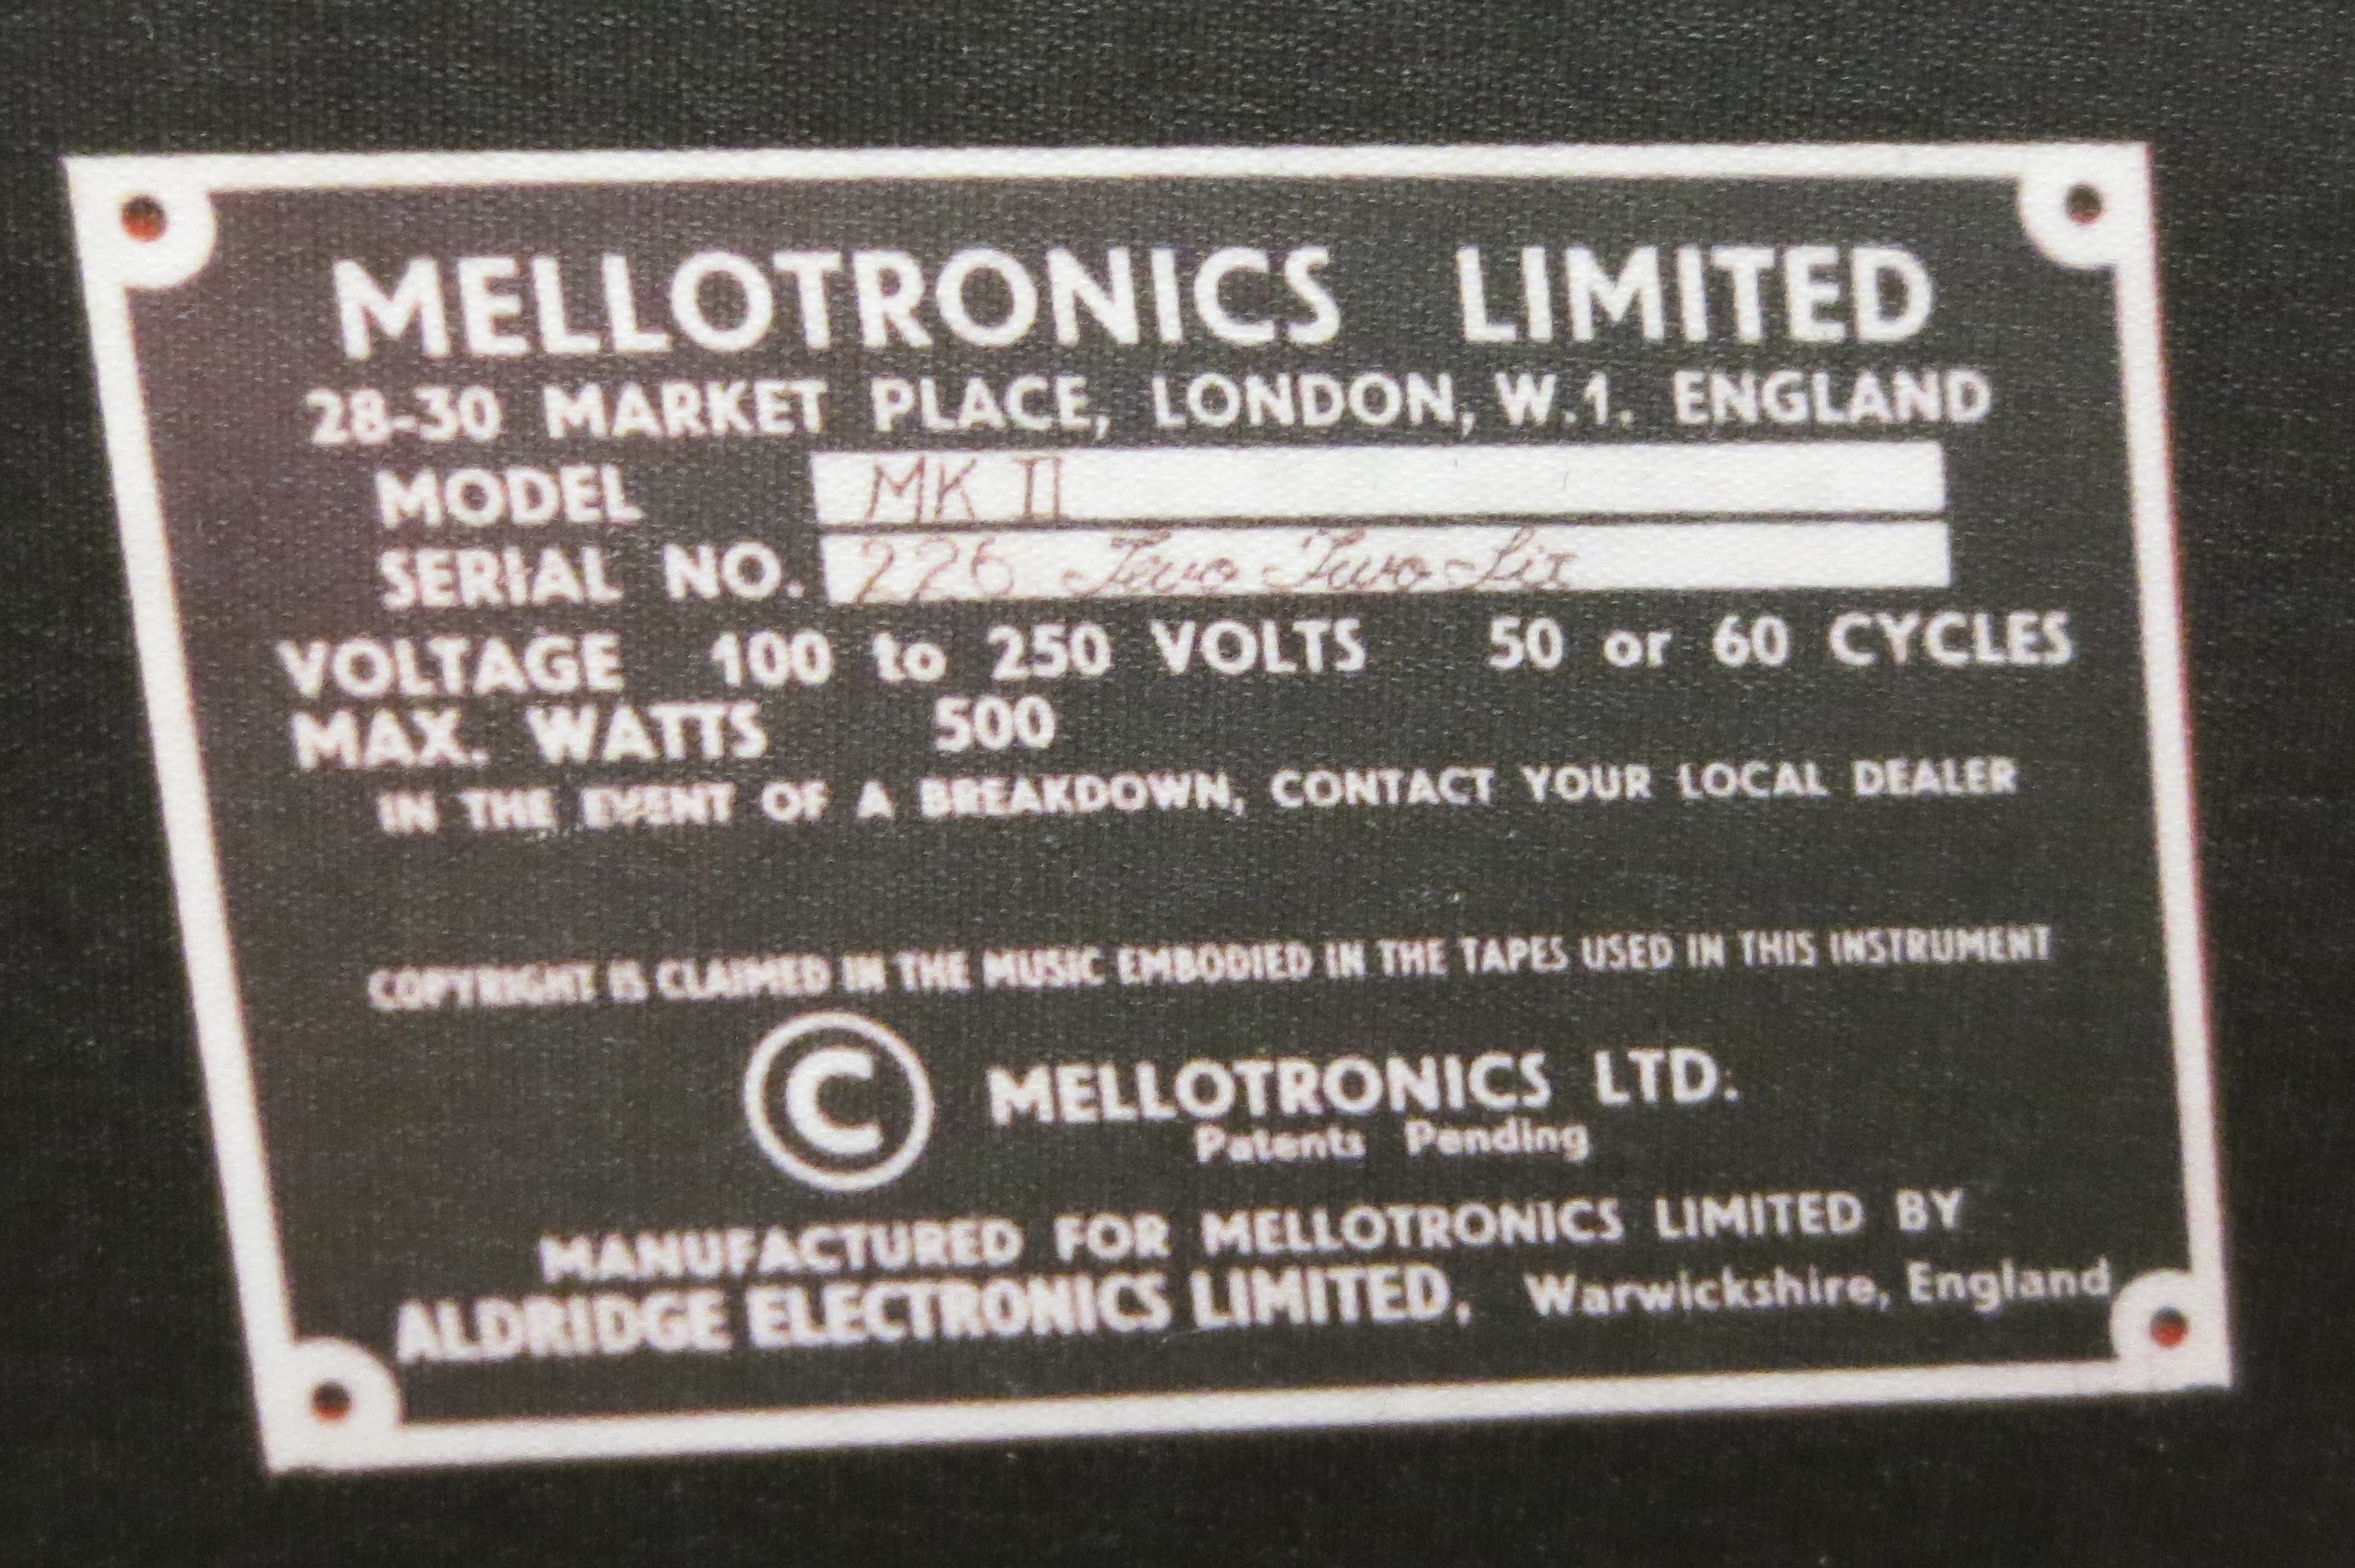 MELLOTRONICS LIMITED
28-30 MARKET PLACE, LONDON, W.1. ENGLAND
MODEL MK II
SERIAL NO. 226 Two Two Six
VOLTAGE 100 to 250 VOLTS 50 or 60 CYCLES
MAX. WATTS 500
IN THE EVENT OF A BREAKDOWN, CONTACT YOUR LOCAL DEALER
COPYRIGHT IS CLAIMED IN THE MUSIC EMBODIED IN THE TAPES USED IN THIS INSTRUMENT
© MELLOTRONICS LTD.
Patents Pending
MANUFACTURED FOR MELLOTRONICS LIMITED BY
ALDRIDGE ELECTRONICS LIMITED, Warwickshire, England